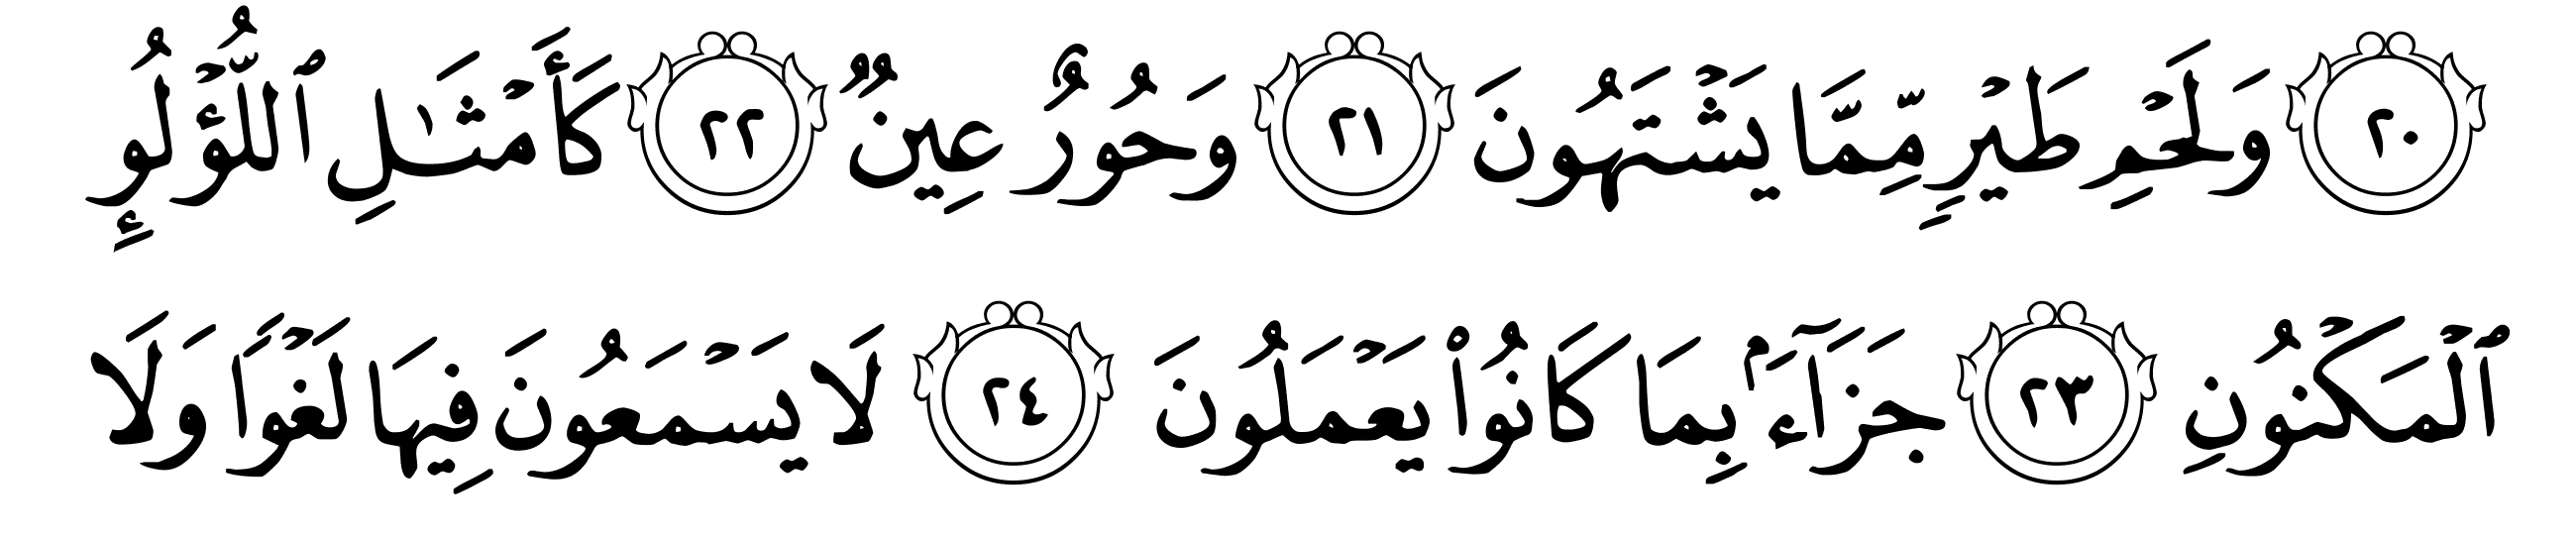 ٢٠ وَلَحْمِ طَيْرٍ مِّمَّا يَشْتَهُونَ ٢١ وَحُورٌ عِينٌ ٢٢ كَأَمْثَـٰلِ ٱللُّؤْلُؤِ
ٱلْمَكْنُونِ ٢٣ جَزَآءًۢ بِمَا كَانُوا۟ يَعْمَلُونَ ٢٤ لَا يَسْمَعُونَ فِيهَا لَغْوًا وَلَا